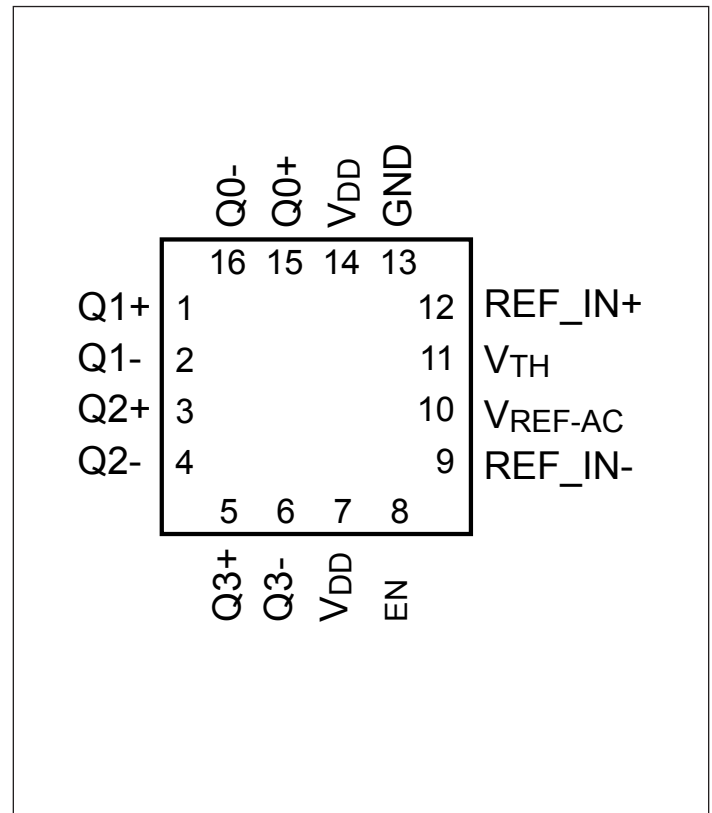 Q0- Q0+ VDD GND
16 15 14 13
Q1+ 1 12 REF_IN+
Q1- 2 11 VTH
Q2+ 3 10 VREF-AC
Q2- 4 9 REF_IN-
5 6 7 8
Q3+ Q3- VDD EN